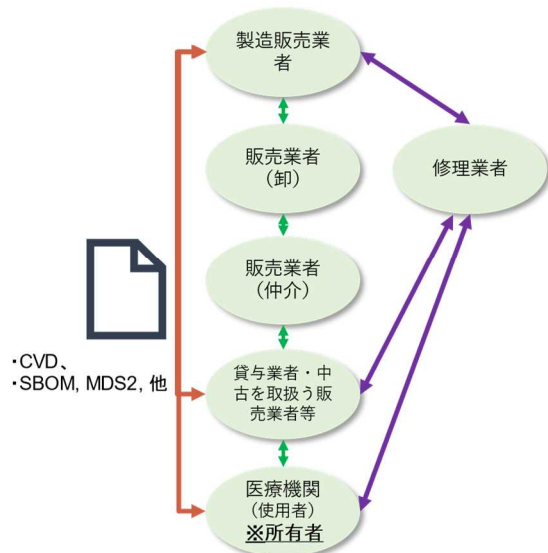 製造販売業
者
販売業者
(卸)
修理業者
販売業者
(仲介)
・CVD、
・SBOM, MDS2, 他
貸与業者・中
古を取扱う販
売業者等
医療機関
(使用者)
※所有者